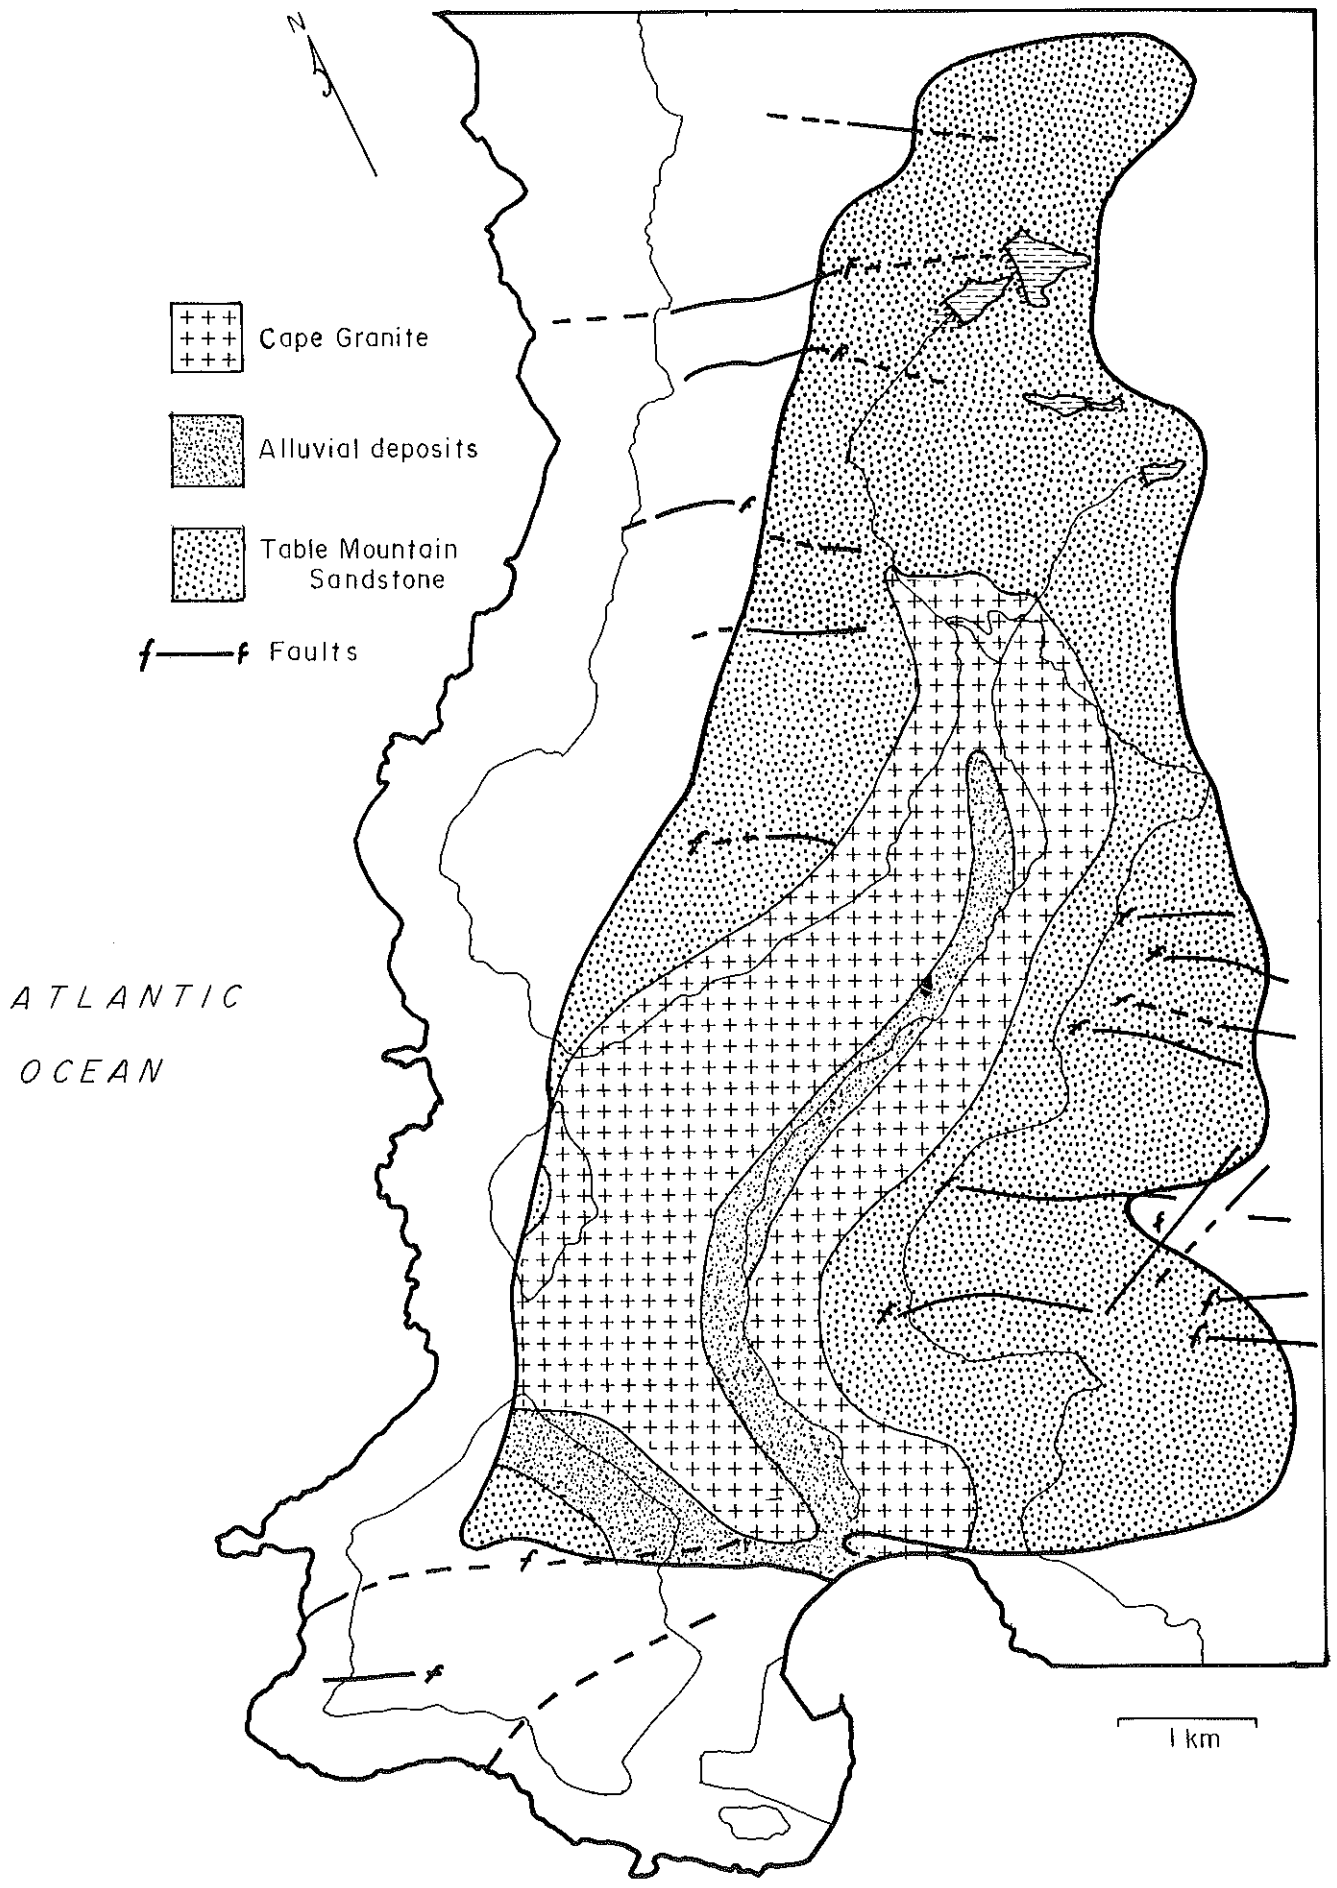 N
Cape Granite
Alluvial deposits
Table Mountain
Sandstone
f f Faults
ATLANTIC
OCEAN
1 km